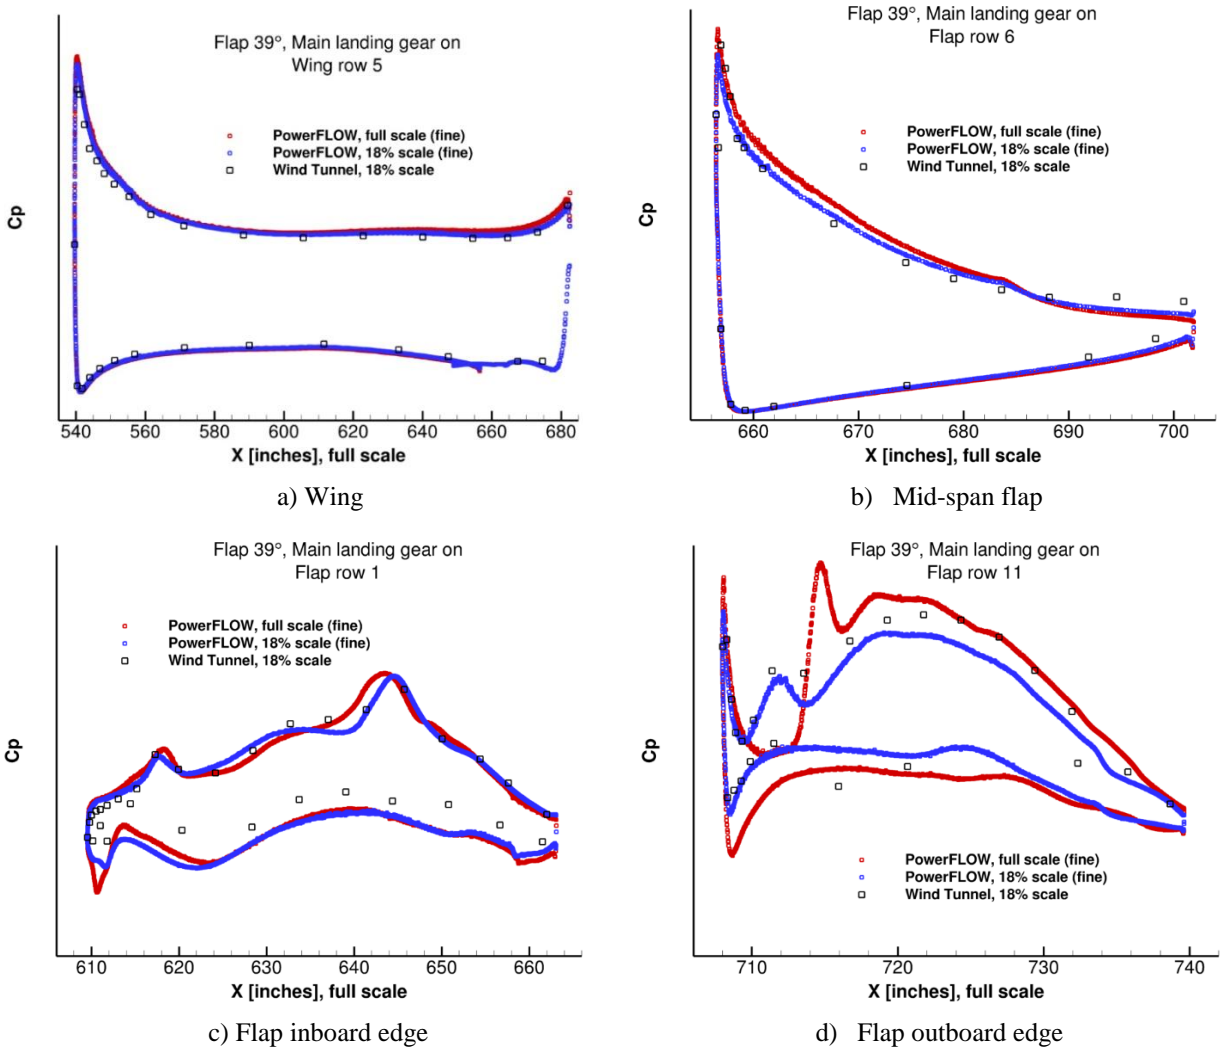 Flap 39°, Main landing gear on
Wing row 5
PowerFLOW, full scale (fine)
PowerFLOW, 18% scale (fine)
Wind Tunnel, 18% scale
Cp
540 560 580 600 620 640 660 680
X [inches], full scale
a) Wing
Flap 39°, Main landing gear on
Flap row 6
PowerFLOW, full scale (fine)
PowerFLOW, 18% scale (fine)
Wind Tunnel, 18% scale
Cp
660 670 680 690 700
X [inches], full scale
b) Mid-span flap
Flap 39°, Main landing gear on
Flap row 1
PowerFLOW, full scale (fine)
PowerFLOW, 18% scale (fine)
Wind Tunnel, 18% scale
Cp
610 620 630 640 650 660
X [inches], full scale
c) Flap inboard edge
Flap 39°, Main landing gear on
Flap row 11
Cp
PowerFLOW, full scale (fine)
PowerFLOW, 18% scale (fine)
Wind Tunnel, 18% scale
710 720 730 740
X [inches], full scale
d) Flap outboard edge